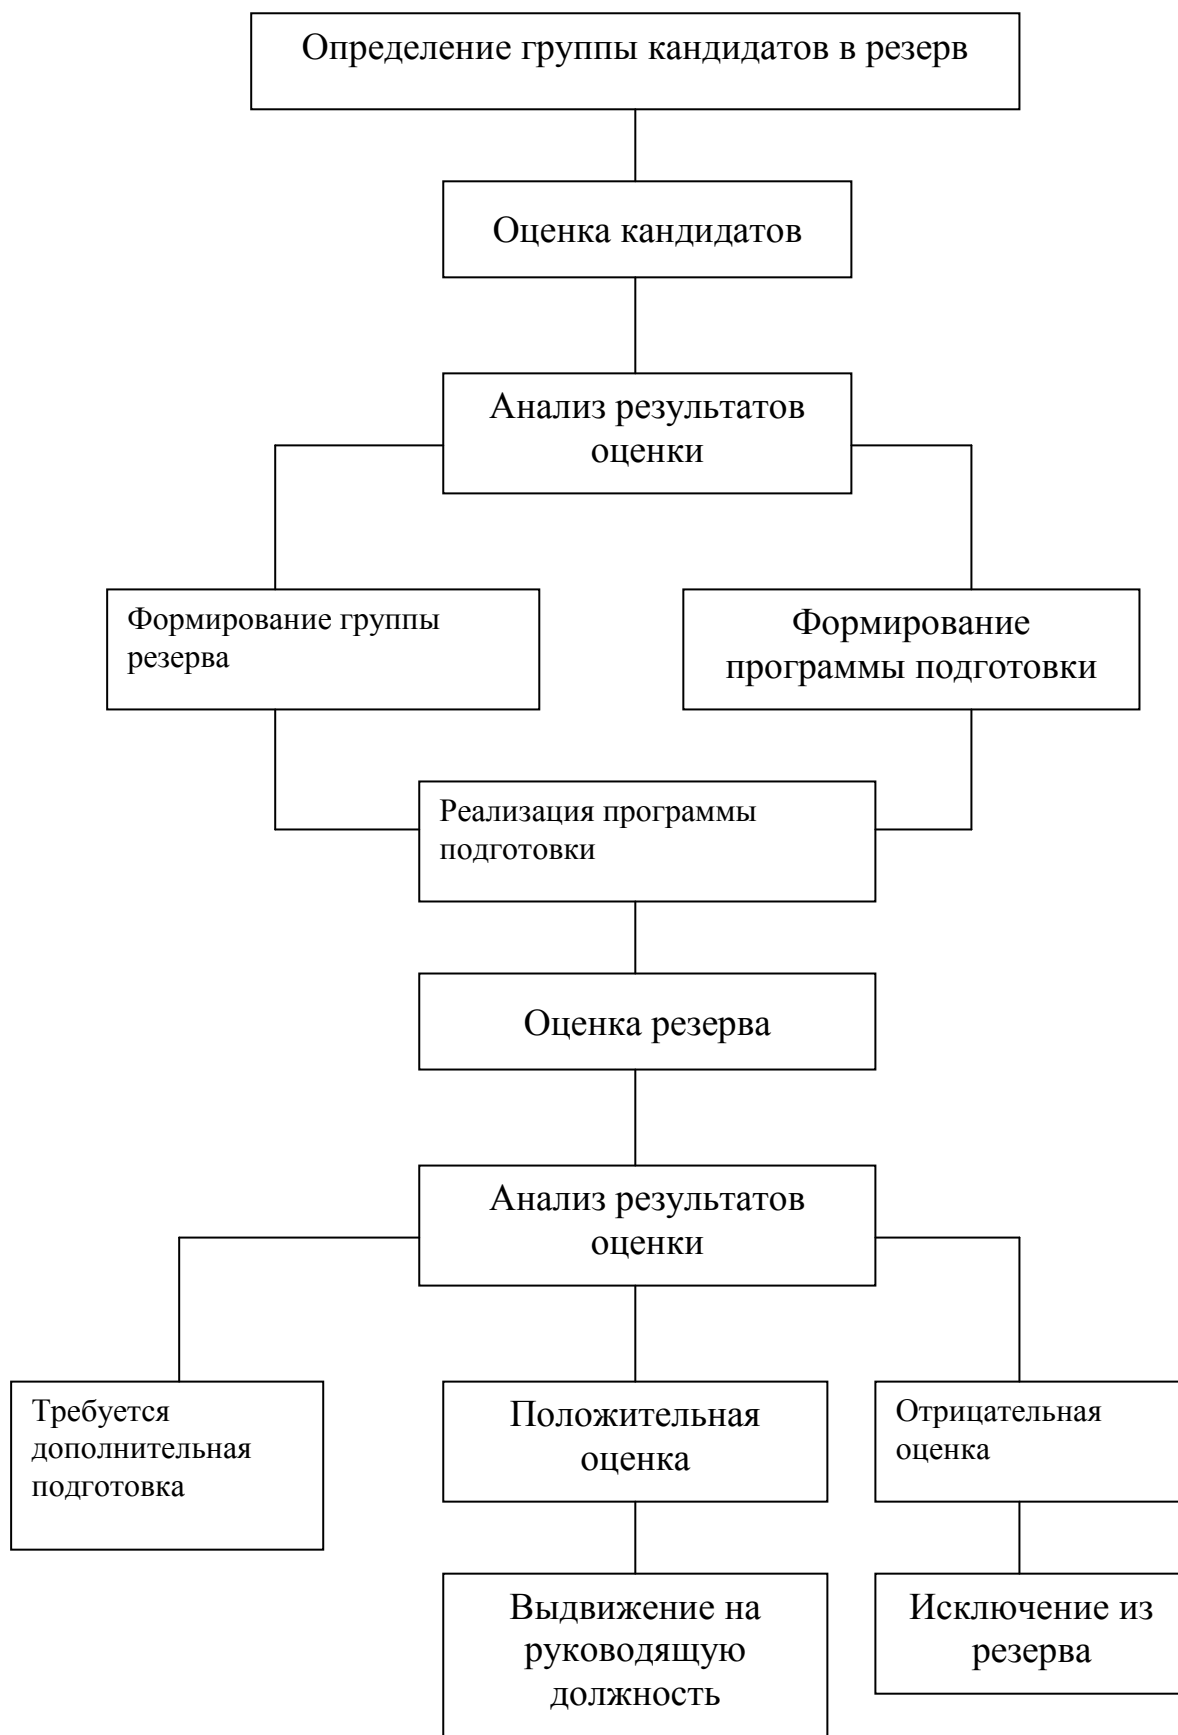 Определение группы кандидатов в резерв
Оценка кандидатов
Анализ результатов
оценки
Формирование группы
резерва
Формирование
программы подготовки
Реализация программы
подготовки
Оценка резерва
Анализ результатов
оценки
Требуется
дополнительная
подготовка
Положительная
оценка
Отрицательная
оценка
Выдвижение на
руководящую
должность
Исключение из
резерва